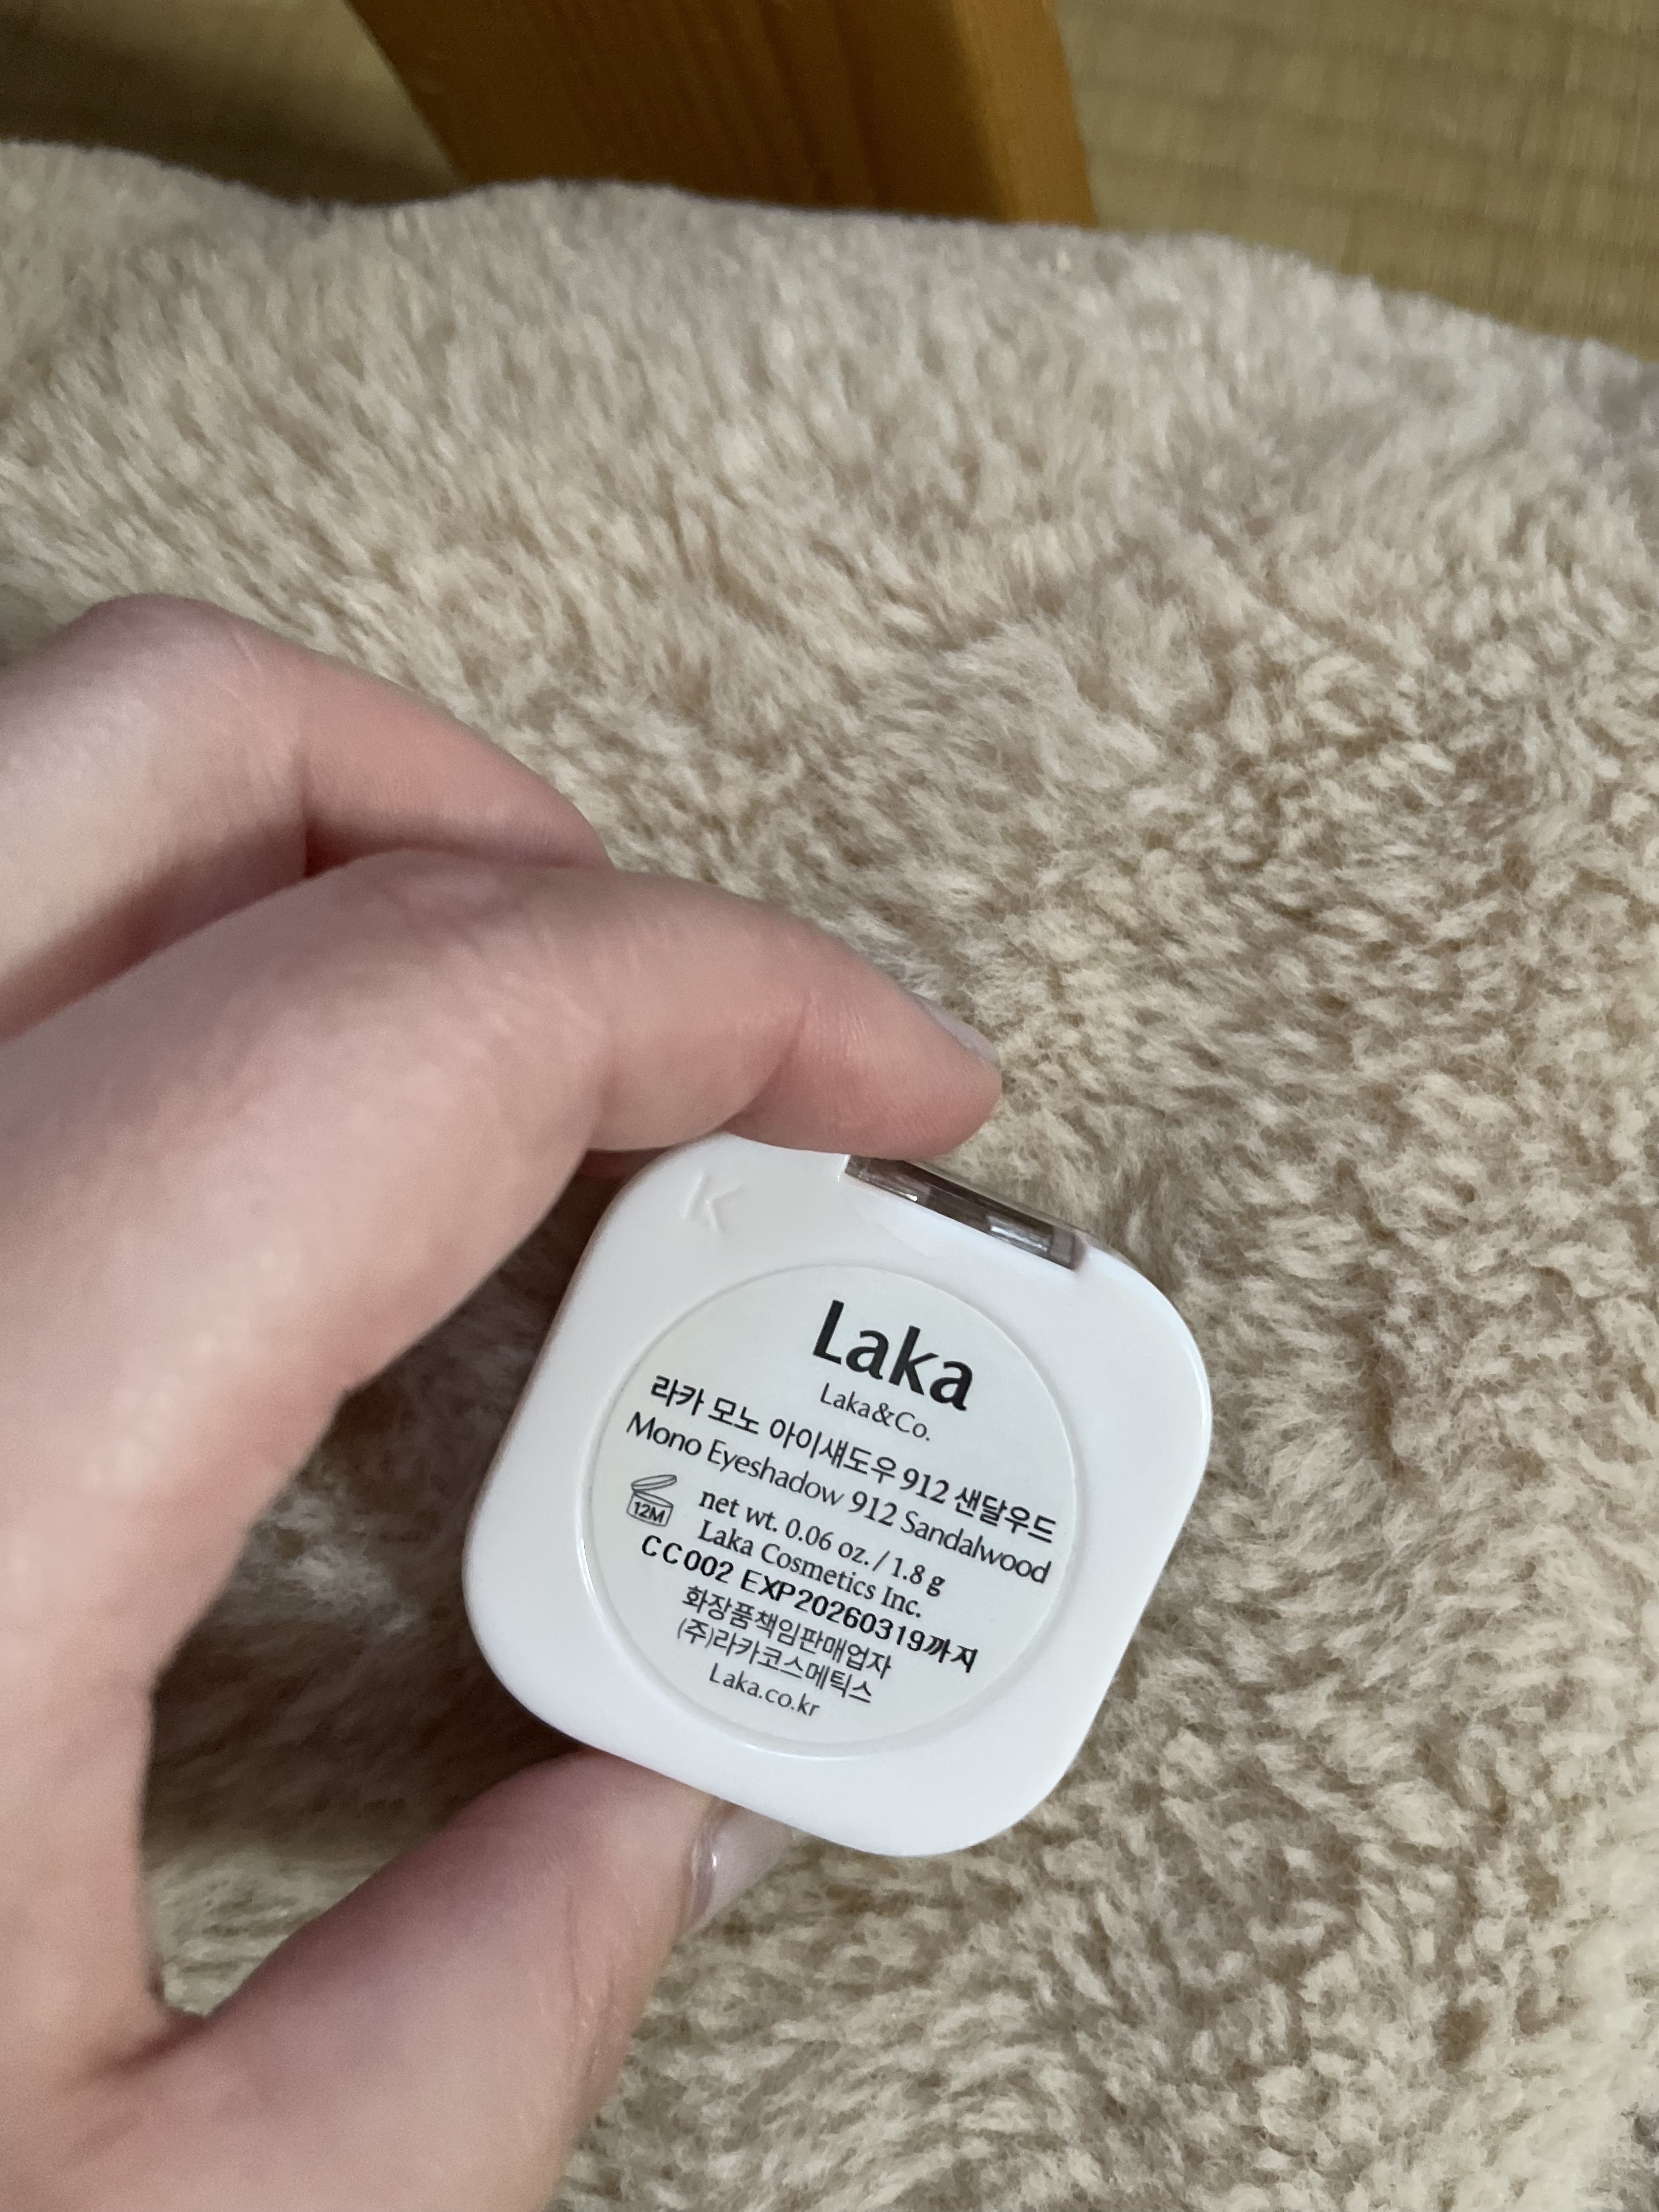 K
Laka
Laka&Co.
라카 모노 아이섀도우 912 샌달우드
Mono Eyeshadow 912 Sandalwood
12M
net wt. 0.06 oz. / 1.8 g
Laka Cosmetics Inc.
CC002 EXP20260319까지
화장품책임판매업자
(주)라카코스메틱스
Laka.co.kr